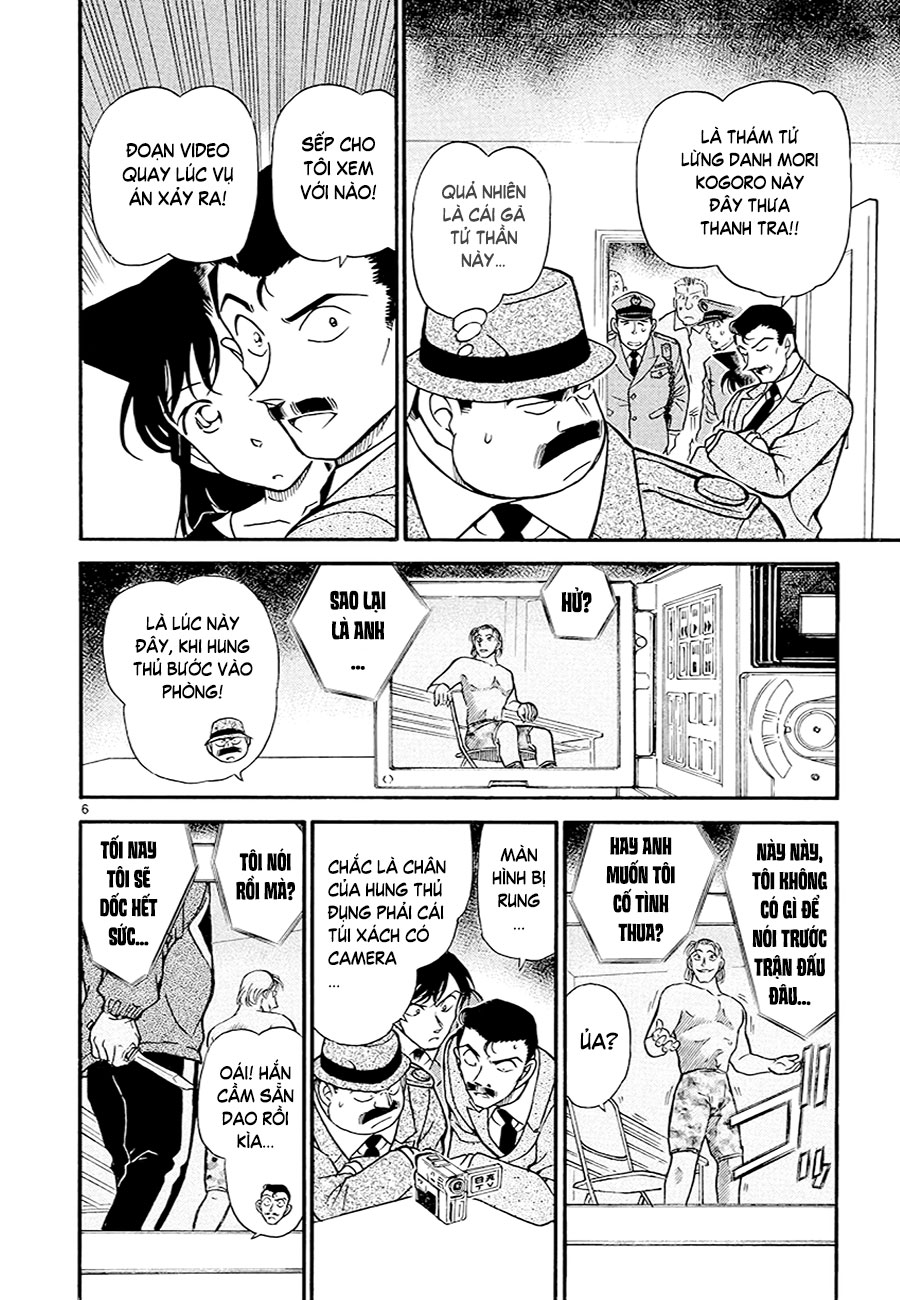 LÀ THÁM TỬ
LỪNG DANH MORI
KOGORO NÀY
ĐÂY THƯA
THANH TRA!!
QUẢ NHIÊN
LÀ CÁI GẢ
TỬ THẦN
NÀY...
SẾP CHO
TÔI XEM
VỚI NÀO!
ĐOẠN VIDEO
QUAY LÚC VỤ
ÁN XẢY RA!
HỬ?
SAO LẠI
LÀ ANH
...
LÀ LÚC NÀY
ĐÂY, KHI HUNG
THỦ BƯỚC VÀO
PHÒNG!
6
NÀY NÀY,
TÔI KHÔNG
CÓ GÌ ĐỂ
NÓI TRƯỚC
TRẬN ĐẤU
ĐÂU...
HAY ANH
MUỐN TÔI
CỐ TÌNH
THUA?
ỦA?
MÀN
HÌNH BỊ
RUNG
...
CHẮC LÀ CHÂN
CỦA HUNG THỦ
ĐỤNG PHẢI CÁI
TÚI XÁCH CÓ
CAMERA
...
TÔI NÓI
RỒI MÀ?
TỐI NAY
TÔI SẼ
DỐC HẾT
SỨC...
OÁI! HẮN
CẦM SẴN
DAO RỒI
KÌA...